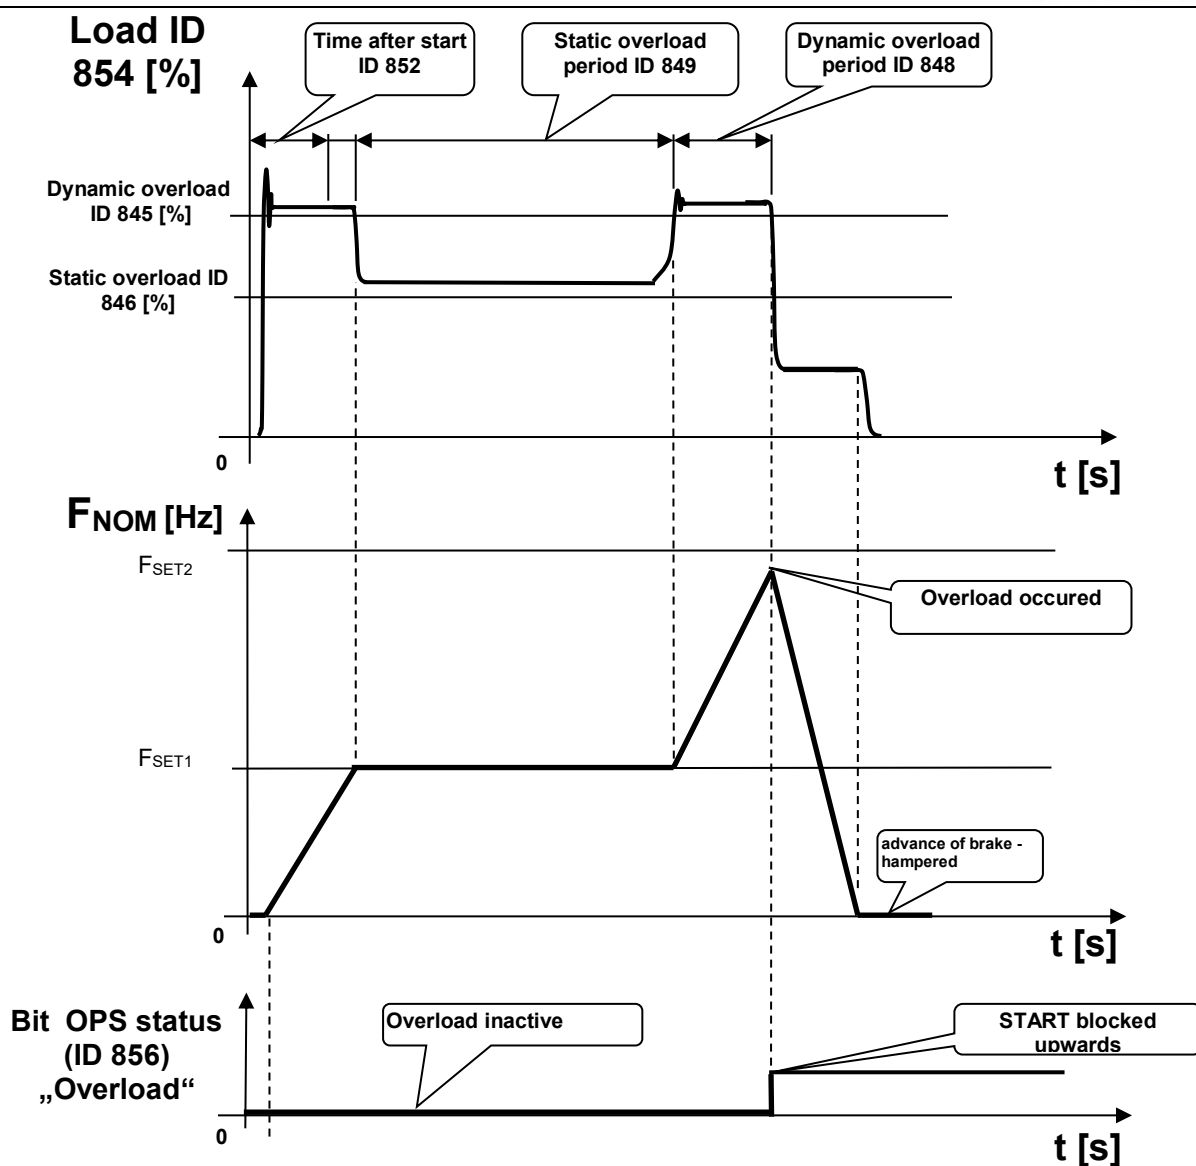 Load ID
854 [%]
Time after start
ID 852
Static overload
period ID 849
Dynamic overload
period ID 848
Dynamic overload
ID 845 [%]
Static overload ID
846 [%]
0
t [s]
FNOM [Hz]
FSET2
Overload occured
FSET1
advance of brake -
hampered
0
t [s]
Bit OPS status
(ID 856)
„Overload“
Overload inactive
START blocked
upwards
0
t [s]